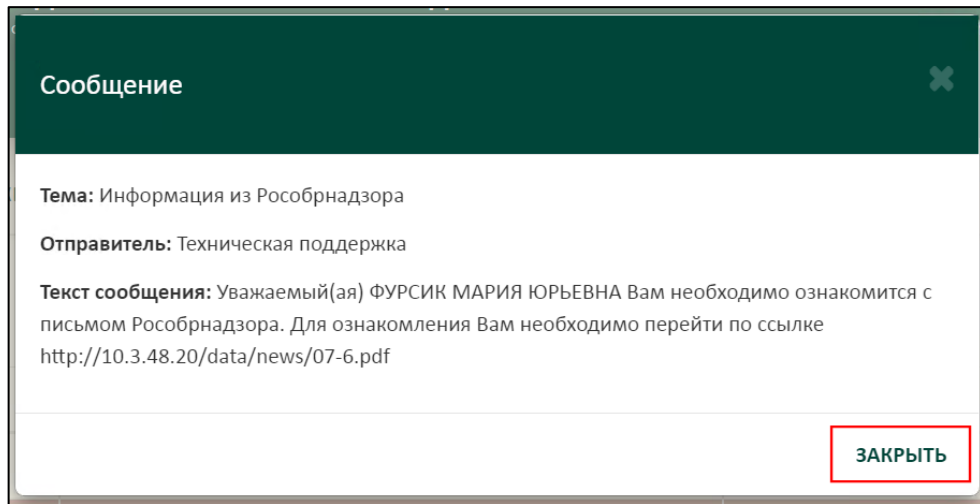 Сообщение
Тема: Информация из Рособрнадзора
Отправитель: Техническая поддержка
Текст сообщения: Уважаемый(ая) ФУРСИК МАРИЯ ЮРЬЕВНА Вам необходимо ознакомится с
письмом Рособрнадзора. Для ознакомления Вам необходимо перейти по ссылке
http://10.3.48.20/data/news/07-6.pdf
ЗАКРЫТЬ